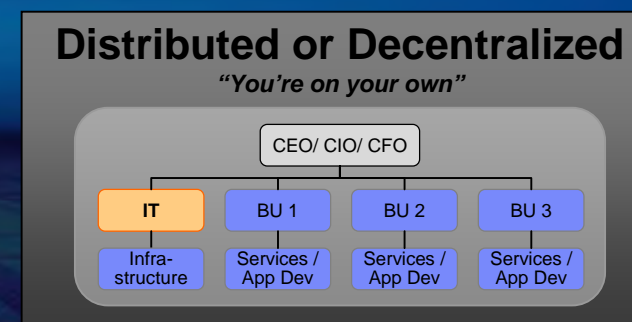 Distributed or Decentralized
“You’re on your own”
CEO/ CIO/ CFO
IT
BU 1
BU 2
BU 3
Infra-
structure
Services /
App Dev
Services /
App Dev
Services /
App Dev